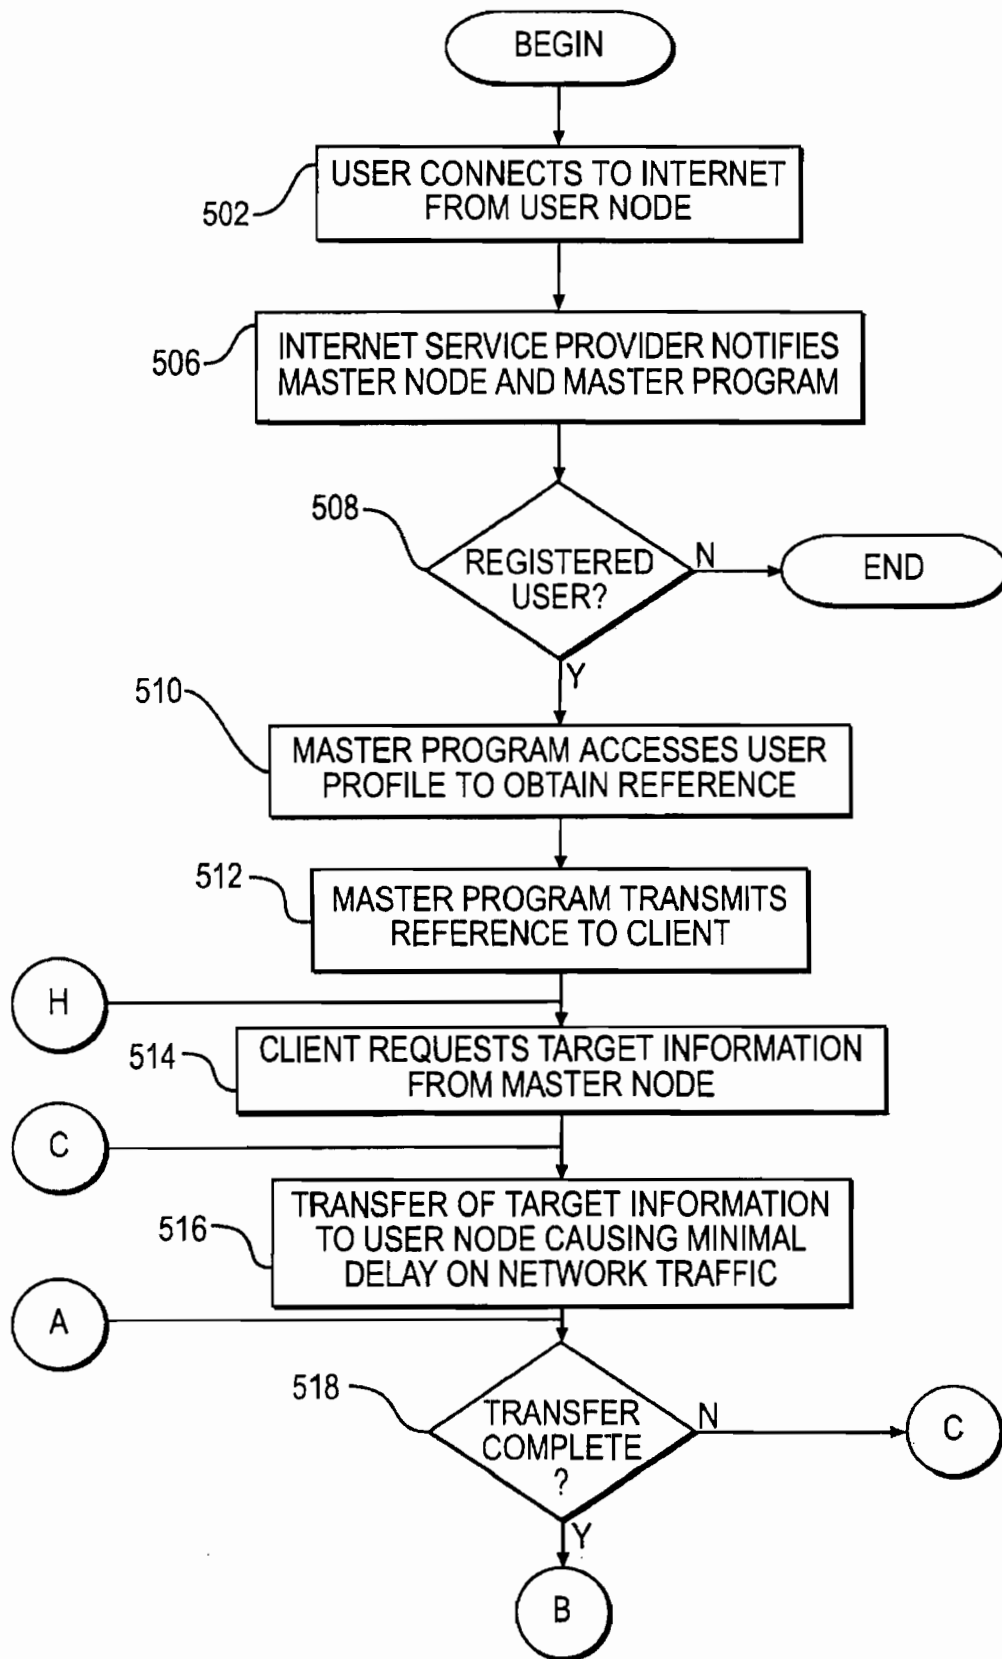 BEGIN
502
USER CONNECTS TO INTERNET
FROM USER NODE
506
INTERNET SERVICE PROVIDER NOTIFIES
MASTER NODE AND MASTER PROGRAM
508
REGISTERED
USER?
N
END
Y
510
MASTER PROGRAM ACCESSES USER
PROFILE TO OBTAIN REFERENCE
512
MASTER PROGRAM TRANSMITS
REFERENCE TO CLIENT
H
514
CLIENT REQUESTS TARGET INFORMATION
FROM MASTER NODE
C
516
TRANSFER OF TARGET INFORMATION
TO USER NODE CAUSING MINIMAL
DELAY ON NETWORK TRAFFIC
A
518
TRANSFER
COMPLETE
?
N
C
Y
B